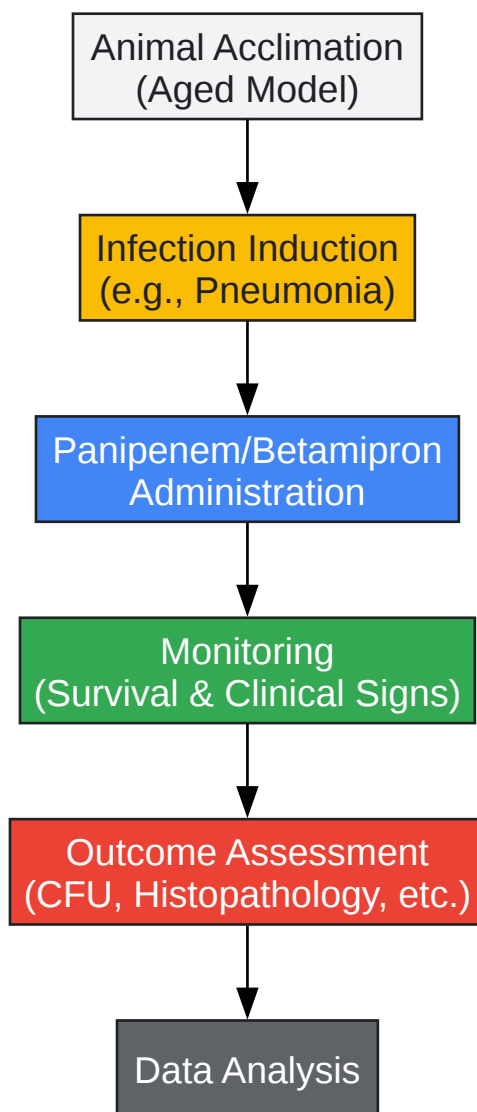 Animal Acclimation
(Aged Model)
Infection Induction
(e.g., Pneumonia)
Panipenem/Betamipron
Administration
Monitoring
(Survival & Clinical Signs)
Outcome Assessment
(CFU, Histopathology, etc.)
Data Analysis